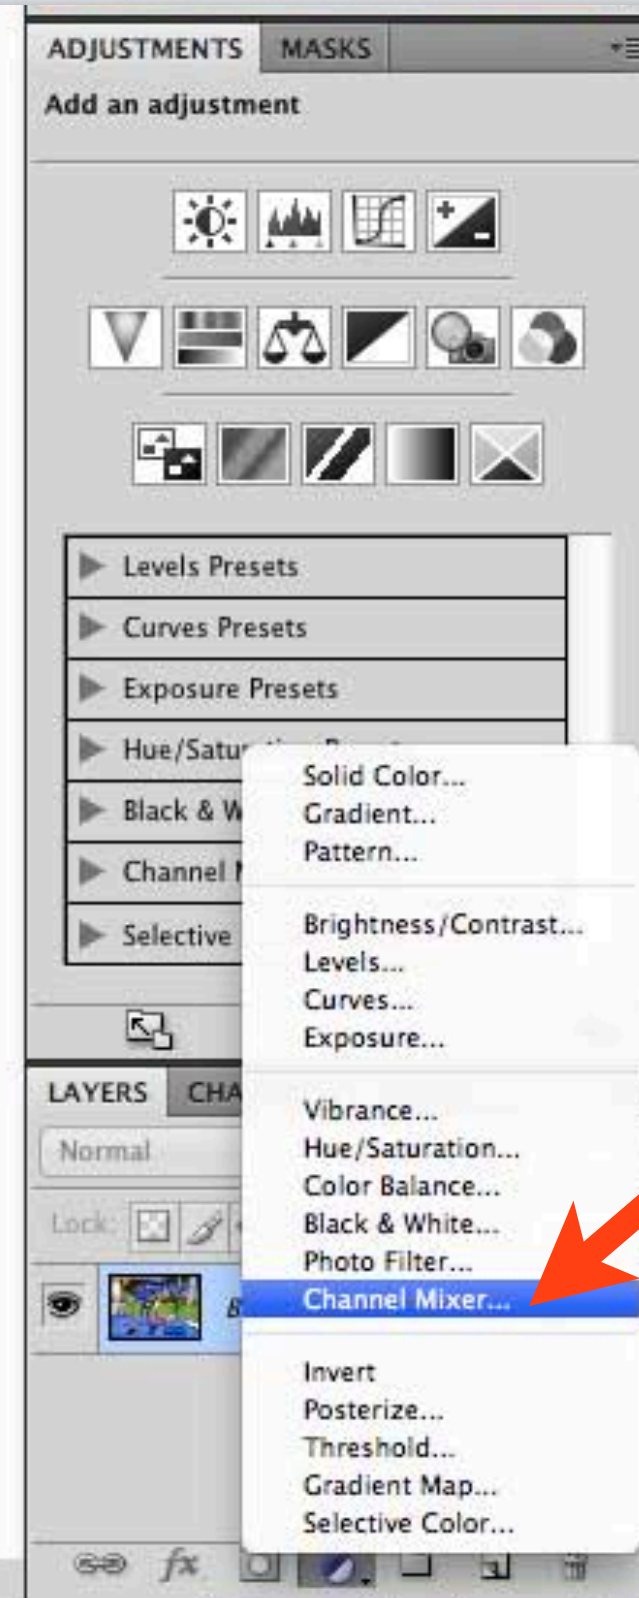 ADJUSTMENTS MASKS
Add an adjustment
Levels Presets
Curves Presets
Exposure Presets
Hue/Satu
Black & W
Channel
Selective
Solid Color...
Gradient...
Pattern...
Brightness/Contrast...
Levels...
Curves...
Exposure...
Vibrance...
Hue/Saturation...
Color Balance...
Black & White...
Photo Filter...
Channel Mixer...
Invert
Posterize...
Threshold...
Gradient Map...
Selective Color...
LAYERS CHA
Normal
Lock:
B
fx